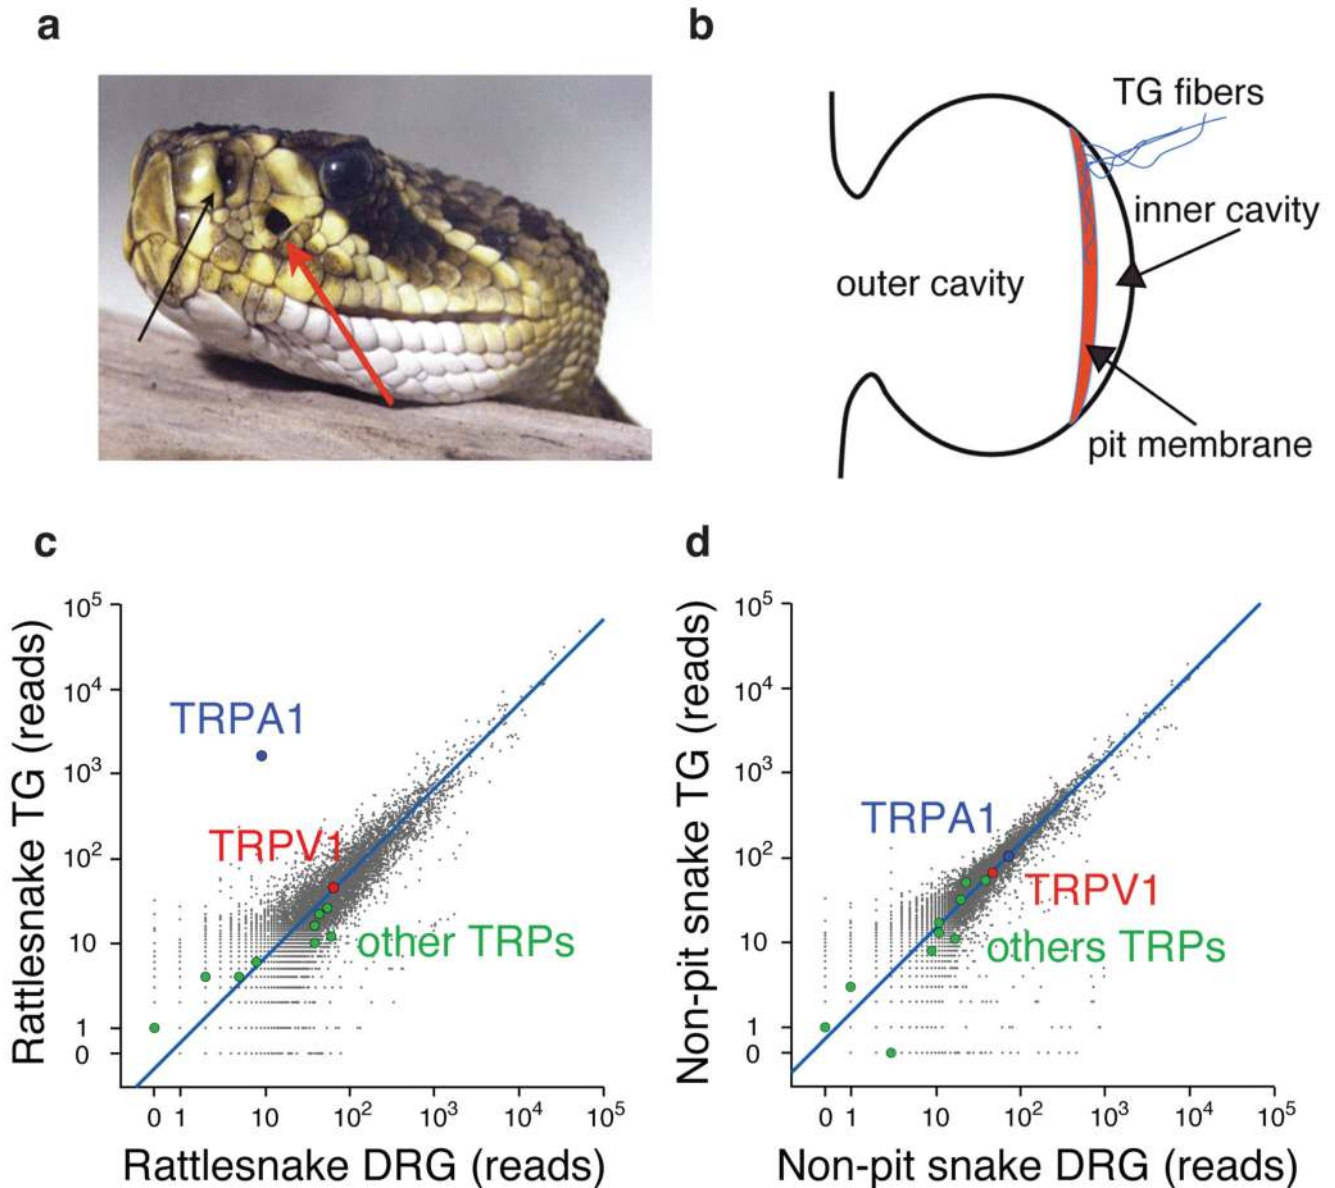 a
b
TG fibers
inner cavity
outer cavity
pit membrane
c
d
Rattlesnake TG (reads)
10^5
10^4
10^3
10^2
10
1
0
TRPA1
TRPV1
other TRPs
0 1 10 10^2 10^3 10^4 10^5
Rattlesnake DRG (reads)
Non-pit snake TG (reads)
10^5
10^4
10^3
10^2
10
1
0
TRPA1
TRPV1
others TRPs
0 1 10 10^2 10^3 10^4 10^5
Non-pit snake DRG (reads)